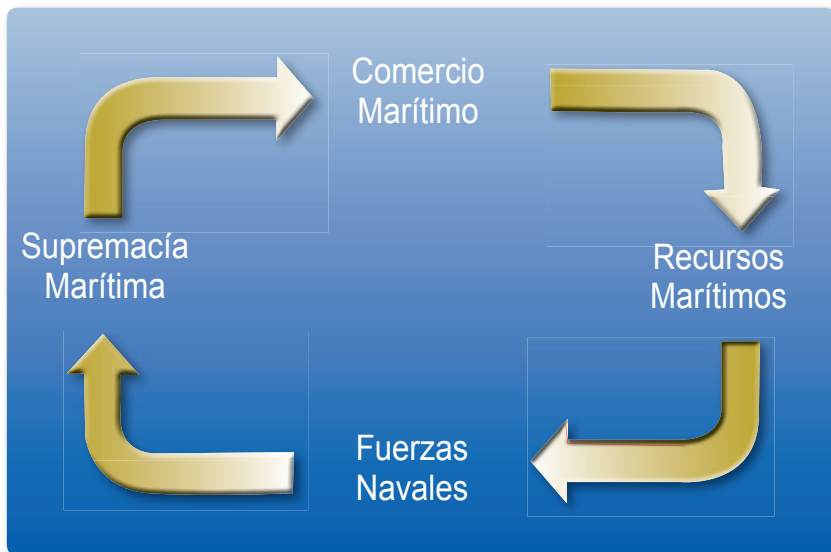 Comercio
Marítimo
Supremacía
Marítima
Recursos
Marítimos
Fuerzas
Navales